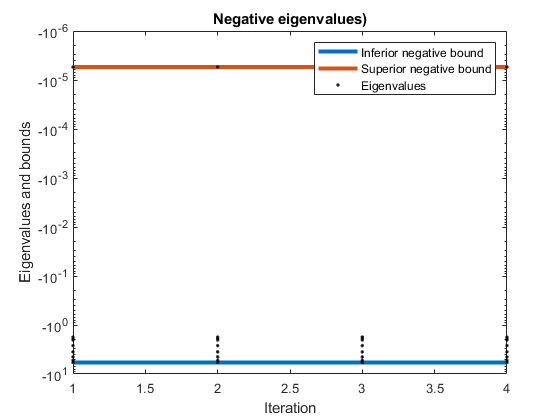 Negative eigenvalues)
-10^-6
Inferior negative bound
Superior negative bound
Eigenvalues
-10^-5
-10^-4
-10^-3
-10^-2
-10^-1
-10^0
-10^1
Eigenvalues and bounds
1 1.5 2 2.5 3 3.5 4
Iteration